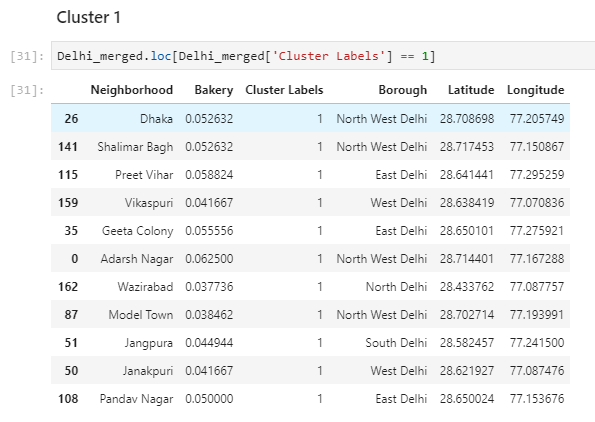 Cluster 1
[31]: Delhi_merged.loc[Delhi_merged['Cluster Labels'] == 1]
[31]: Neighborhood Bakery Cluster Labels Borough Latitude Longitude
26 Dhaka 0.052632 1 North West Delhi 28.708698 77.205749
141 Shalimar Bagh 0.052632 1 North West Delhi 28.717453 77.150867
115 Preet Vihar 0.058824 1 East Delhi 28.641441 77.295259
159 Vikaspuri 0.041667 1 West Delhi 28.638419 77.070836
35 Geeta Colony 0.055556 1 East Delhi 28.650101 77.275921
0 Adarsh Nagar 0.062500 1 North West Delhi 28.714401 77.167288
162 Wazirabad 0.037736 1 North Delhi 28.433762 77.087757
87 Model Town 0.038462 1 North West Delhi 28.702714 77.193991
51 Jangpura 0.044944 1 South Delhi 28.582457 77.241500
50 Janakpuri 0.041667 1 West Delhi 28.621927 77.087476
108 Pandav Nagar 0.050000 1 East Delhi 28.650024 77.153676